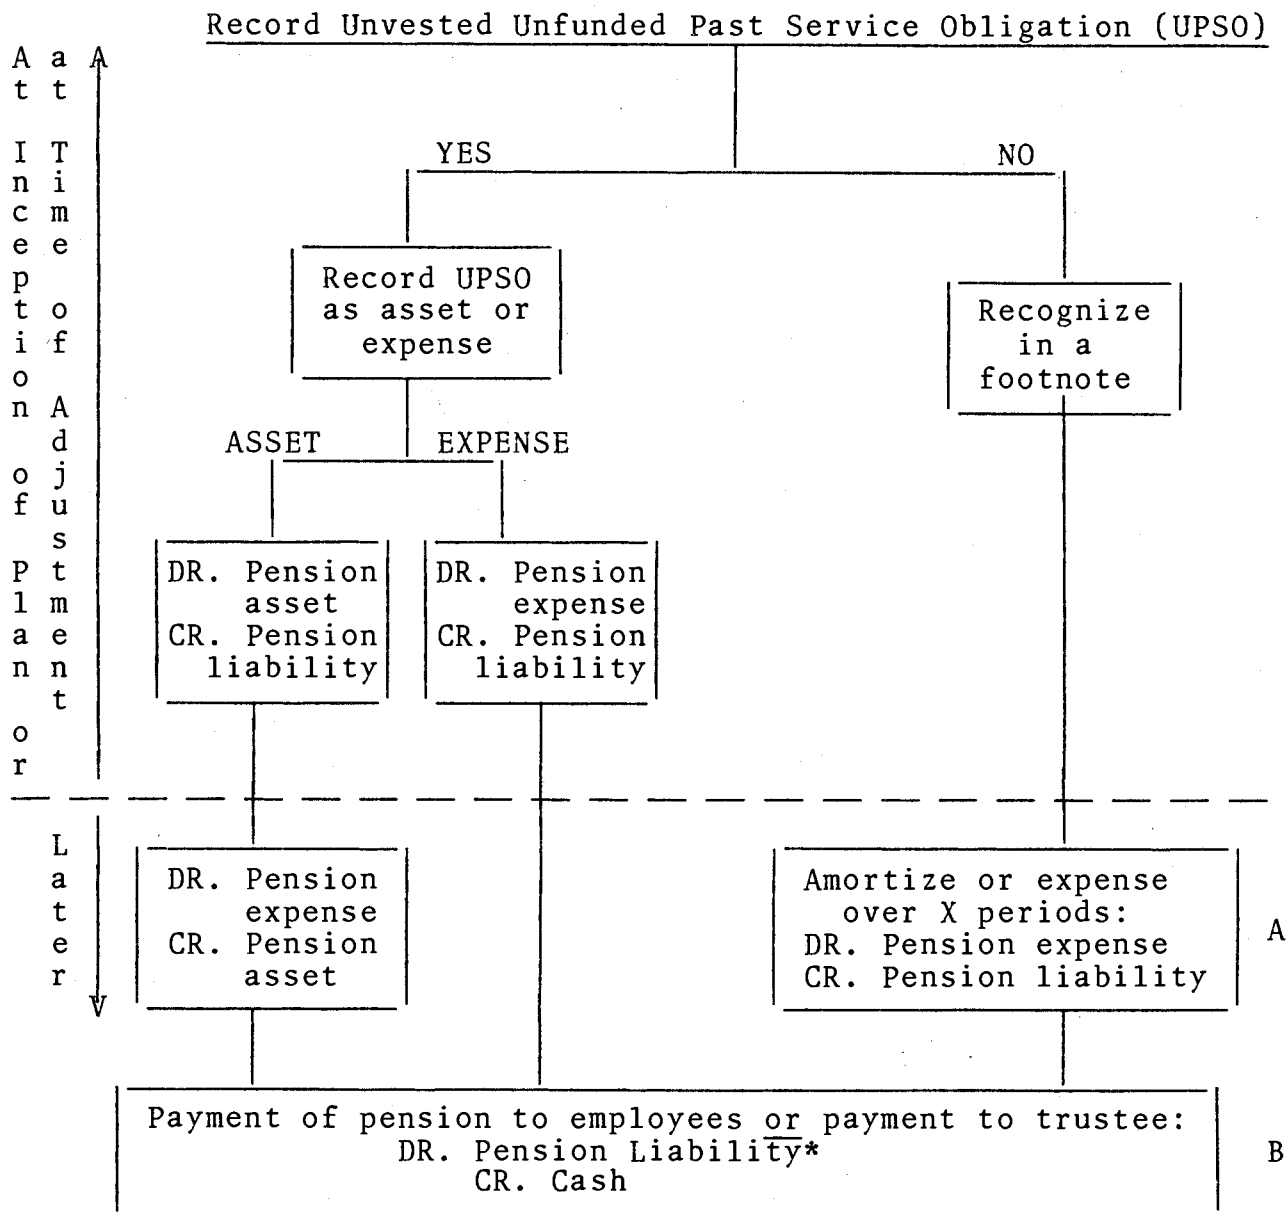 Record Unvested Unfunded Past Service Obligation (UPSO)
At Inception of Plan or
at Time of Adjustment
YES
NO
Record UPSO
as asset or
expense
Recognize
in a
footnote
ASSET
EXPENSE
DR. Pension
asset
CR. Pension
liability
DR. Pension
expense
CR. Pension
liability
Later
DR. Pension
expense
CR. Pension
asset
Amortize or expense
over X periods:
DR. Pension expense
CR. Pension liability
A
Payment of pension to employees or payment to trustee:
DR. Pension Liability*
CR. Cash
B